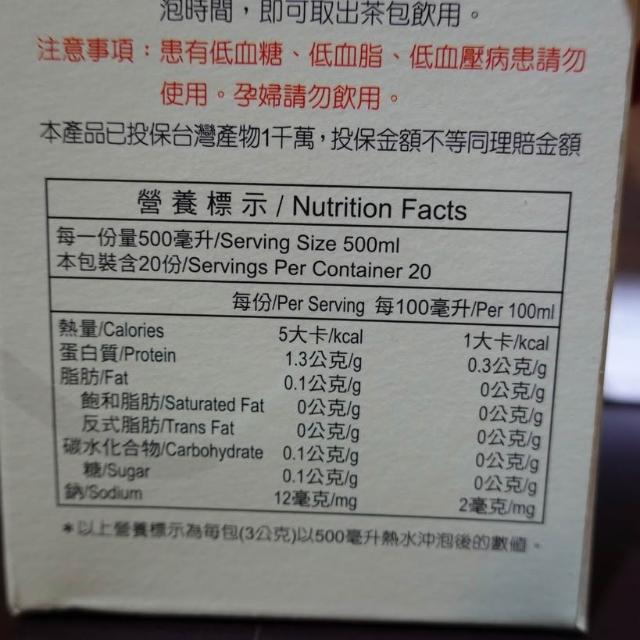 泡時間，即可取出茶包飲用。
注意事項：患有低血糖、低血脂、低血壓病患請勿
使用。孕婦請勿飲用。
本產品已投保台灣產物1千萬，投保金額不等同理賠金額
營養標示/Nutrition Facts
每一份量500毫升/Serving Size 500ml
本包裝含20份/Servings Per Container 20
每份/Per Serving 每100毫升/Per 100ml
熱量/Calories 5大卡/kcal 1大卡/kcal
蛋白質/Protein 1.3公克/g 0.3公克/g
脂肪/Fat 0.1公克/g 0公克/g
飽和脂肪/Saturated Fat 0公克/g 0公克/g
反式脂肪/Trans Fat 0公克/g 0公克/g
碳水化合物/Carbohydrate 0.1公克/g 0公克/g
糖/Sugar 0.1公克/g 0公克/g
鈉/Sodium 12毫克/mg 2毫克/mg
*以上營養標示為每包(3公克)以500毫升熱水沖泡後的數值。